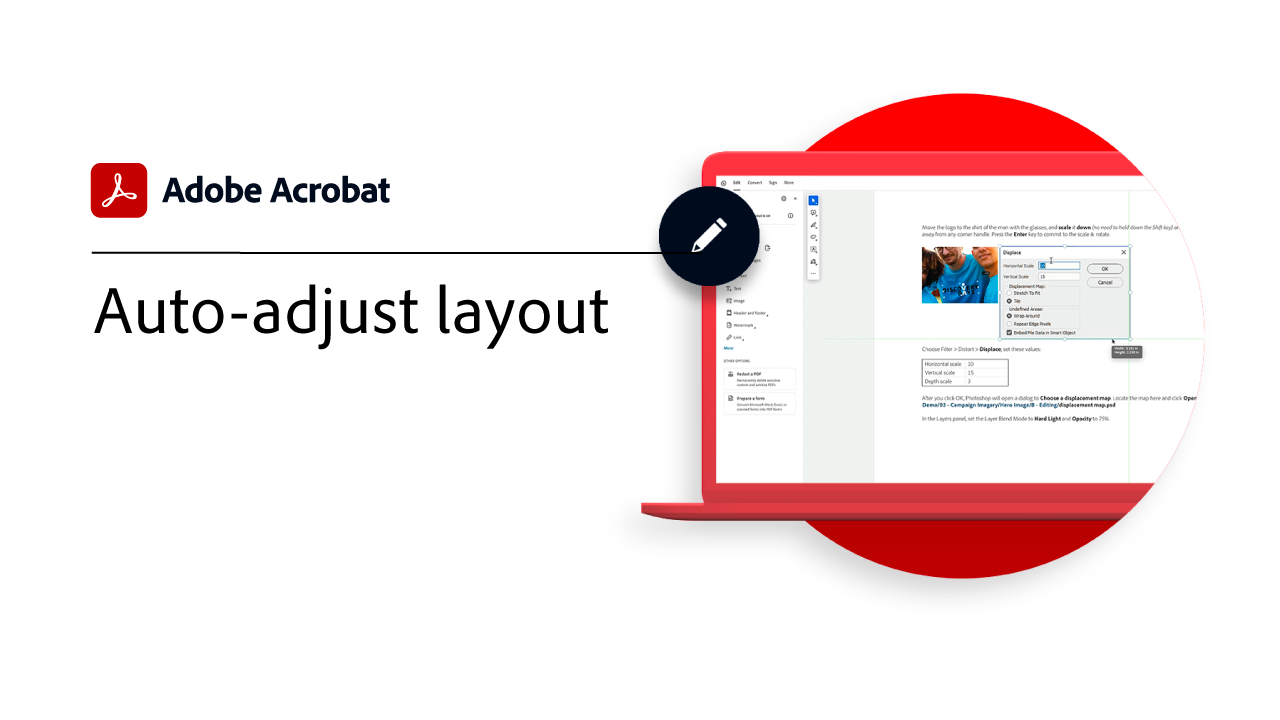 Adobe Acrobat
Auto-adjust layout
Edit Convert Sign More
Text
Image
Header and footer
Watermark
Link
More
OTHER OPTIONS
Redact a PDF
Permanently delete sensitive
content and sanitize PDFs.
Prepare a form
Convert Microsoft Word, Excel, or
scanned forms into PDF forms
Move the logo to the shirt of the man with the glasses, and scale it down (no need to hold down the Shift key) or
away from any corner handle. Press the Enter key to commit to the scale & rotate.
Displace
Horizontal Scale 10
OK
Vertical Scale 15
Cancel
Displacement Map:
Stretch To Fit
Tile
Undefined Areas:
Wrap Around
Repeat Edge Pixels
Embed File Data in Smart Object
Choose Filter > Distort > Displace, set these values:
Horizontal scale 10
Vertical scale 15
Depth scale 3
After you click OK, Photoshop will open a dialog to Choose a displacement map. Locate the map here and click Open
Demo/03 - Campaign Imagery/Hero Image/B - Editing/displacement map.psd
In the Layers panel, set the Layer Blend Mode to Hard Light and Opacity to 75%.